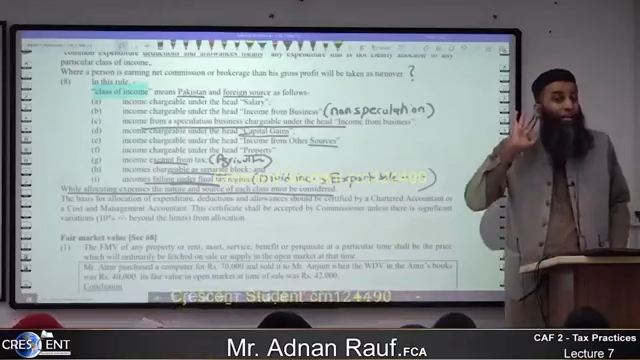 common expenditure deductions and allowances means any expenditure that is not clearly allocable to any
particular class of income.
Where a person is earning net commission or brokerage than his gross profit will be taken as turnover ?
(8) In this rule,
"class of income" means Pakistan and foreign source as follows-
(a) income chargeable under the head "Salary";
(b) income chargeable under the head "Income from Business" (non speculation)
(c) income from a speculation business chargeable under the head "Income from business";
(d) income chargeable under the head "Capital Gains";
(e) income chargeable under the head "Income from Other Sources";
(f) income chargeable under the head "Property"
(g) income exempt from tax; (Agriculture)
(h) incomes chargeable as separate block; and
(i) incomes falling under final tax (Dividend inc, Export sales)
While allocating expenses the nature and source of each class must be considered.
The basis for allocation of expenditure, deductions and allowances should be certified by a Chartered Accountant or
a Cost and Management Accountant. This certificate shall be accepted by Commissioner unless there is significant
variations (10% +/- beyond the limits) from allocation
Fair market value [Sec 68]
(1) The FMV of any property or rent, asset, service, benefit or perquisite at a particular time shall be the price
which will ordinarily be fetched on sale or supply in the open market at that time
Mr. Amir purchased a computer for Rs. 70,000 and sold it to Mr. Anjum when the WDV in the Amir's books
was Rs. 40,000. Its fair value in open market at time of sale was Rs. 42,000.
Conclusion
Crescent Student crn124490
CRESCENT
Mr. Adnan Rauf.FCA
CAF 2 - Tax Practices
Lecture 7